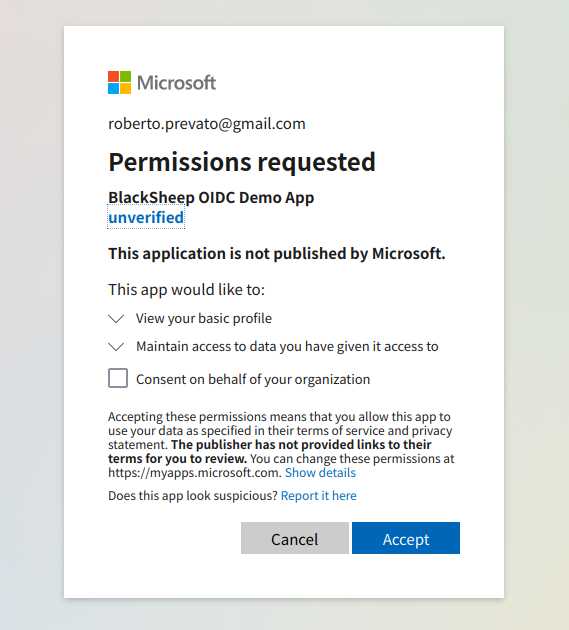 Microsoft
roberto.prevato@gmail.com
Permissions requested
BlackSheep OIDC Demo App
unverified
This application is not published by Microsoft.
This app would like to:
View your basic profile
Maintain access to data you have given it access to
Consent on behalf of your organization
Accepting these permissions means that you allow this app to
use your data as specified in their terms of service and privacy
statement. The publisher has not provided links to their
terms for you to review. You can change these permissions at
https://myapps.microsoft.com. Show details
Does this app look suspicious? Report it here
Cancel Accept